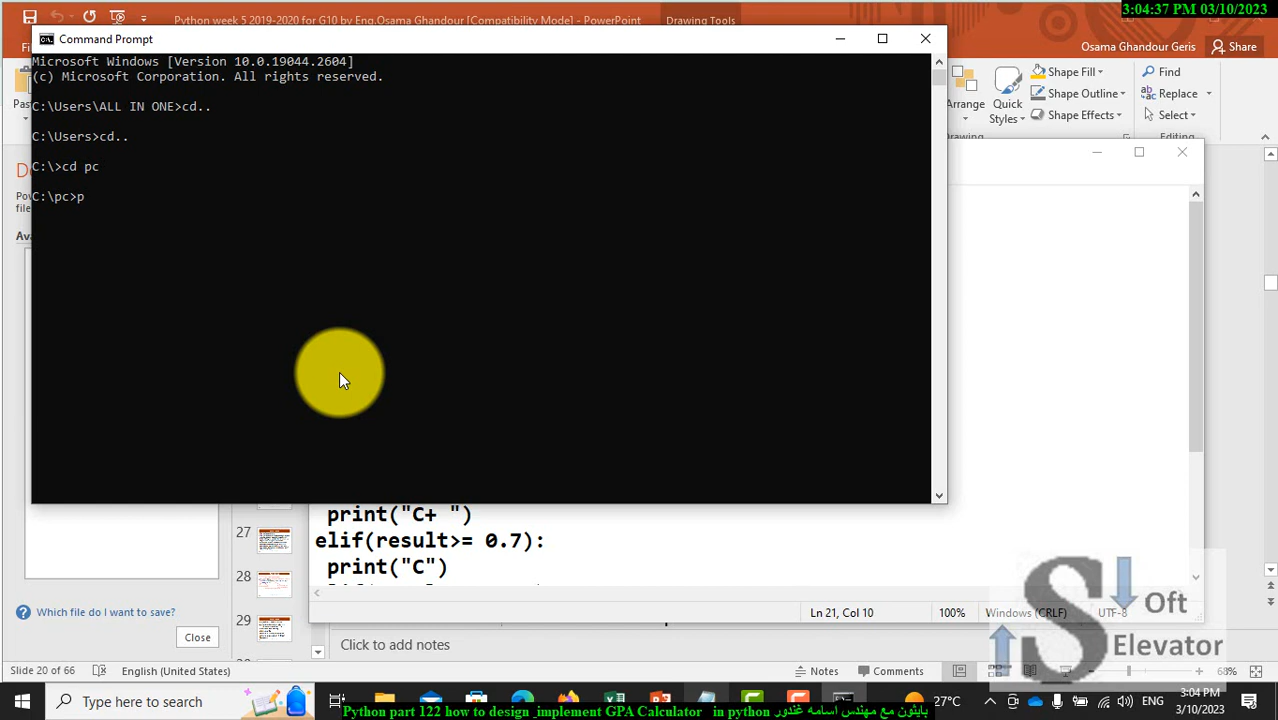 3:04:37 PM 03/10/2023
Python week 5 2019-2020 for G10 by Eng.Osama Ghandour [Compatibility Mode] - PowerPoint
Drawing Tools
Osama Ghandour Geris
Share
Command Prompt
Microsoft Windows [Version 10.0.19044.2604]
(c) Microsoft Corporation. All rights reserved.
C:\Users\ALL IN ONE>cd..
C:\Users>cd..
C:\>cd pc
C:\pc>p
Arrange
Quick
Styles
Shape Fill
Shape Outline
Shape Effects
Find
Replace
Select
Drawing
Editing
print("C+ ")
elif(result>= 0.7):
print("C")
27
28
29
Which file do I want to save?
Close
Ln 21, Col 10
100%
Windows (CRLF)
UTF-8
Click to add notes
Slide 20 of 66
English (United States)
Notes
Comments
68%
Soft
Elevator
Type here to search
27°C
ENG
3:04 PM
3/10/2023
Python part 122 how to design _implement GPA Calculator in python بايثون مع مهندس اسامه غندور